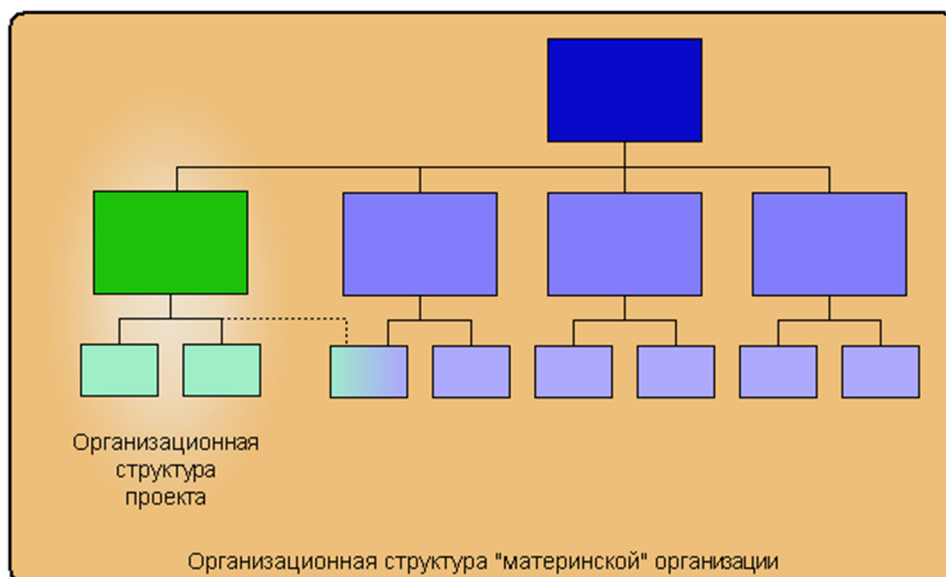 Организационная
структура
проекта
Организационная структура "материнской" организации